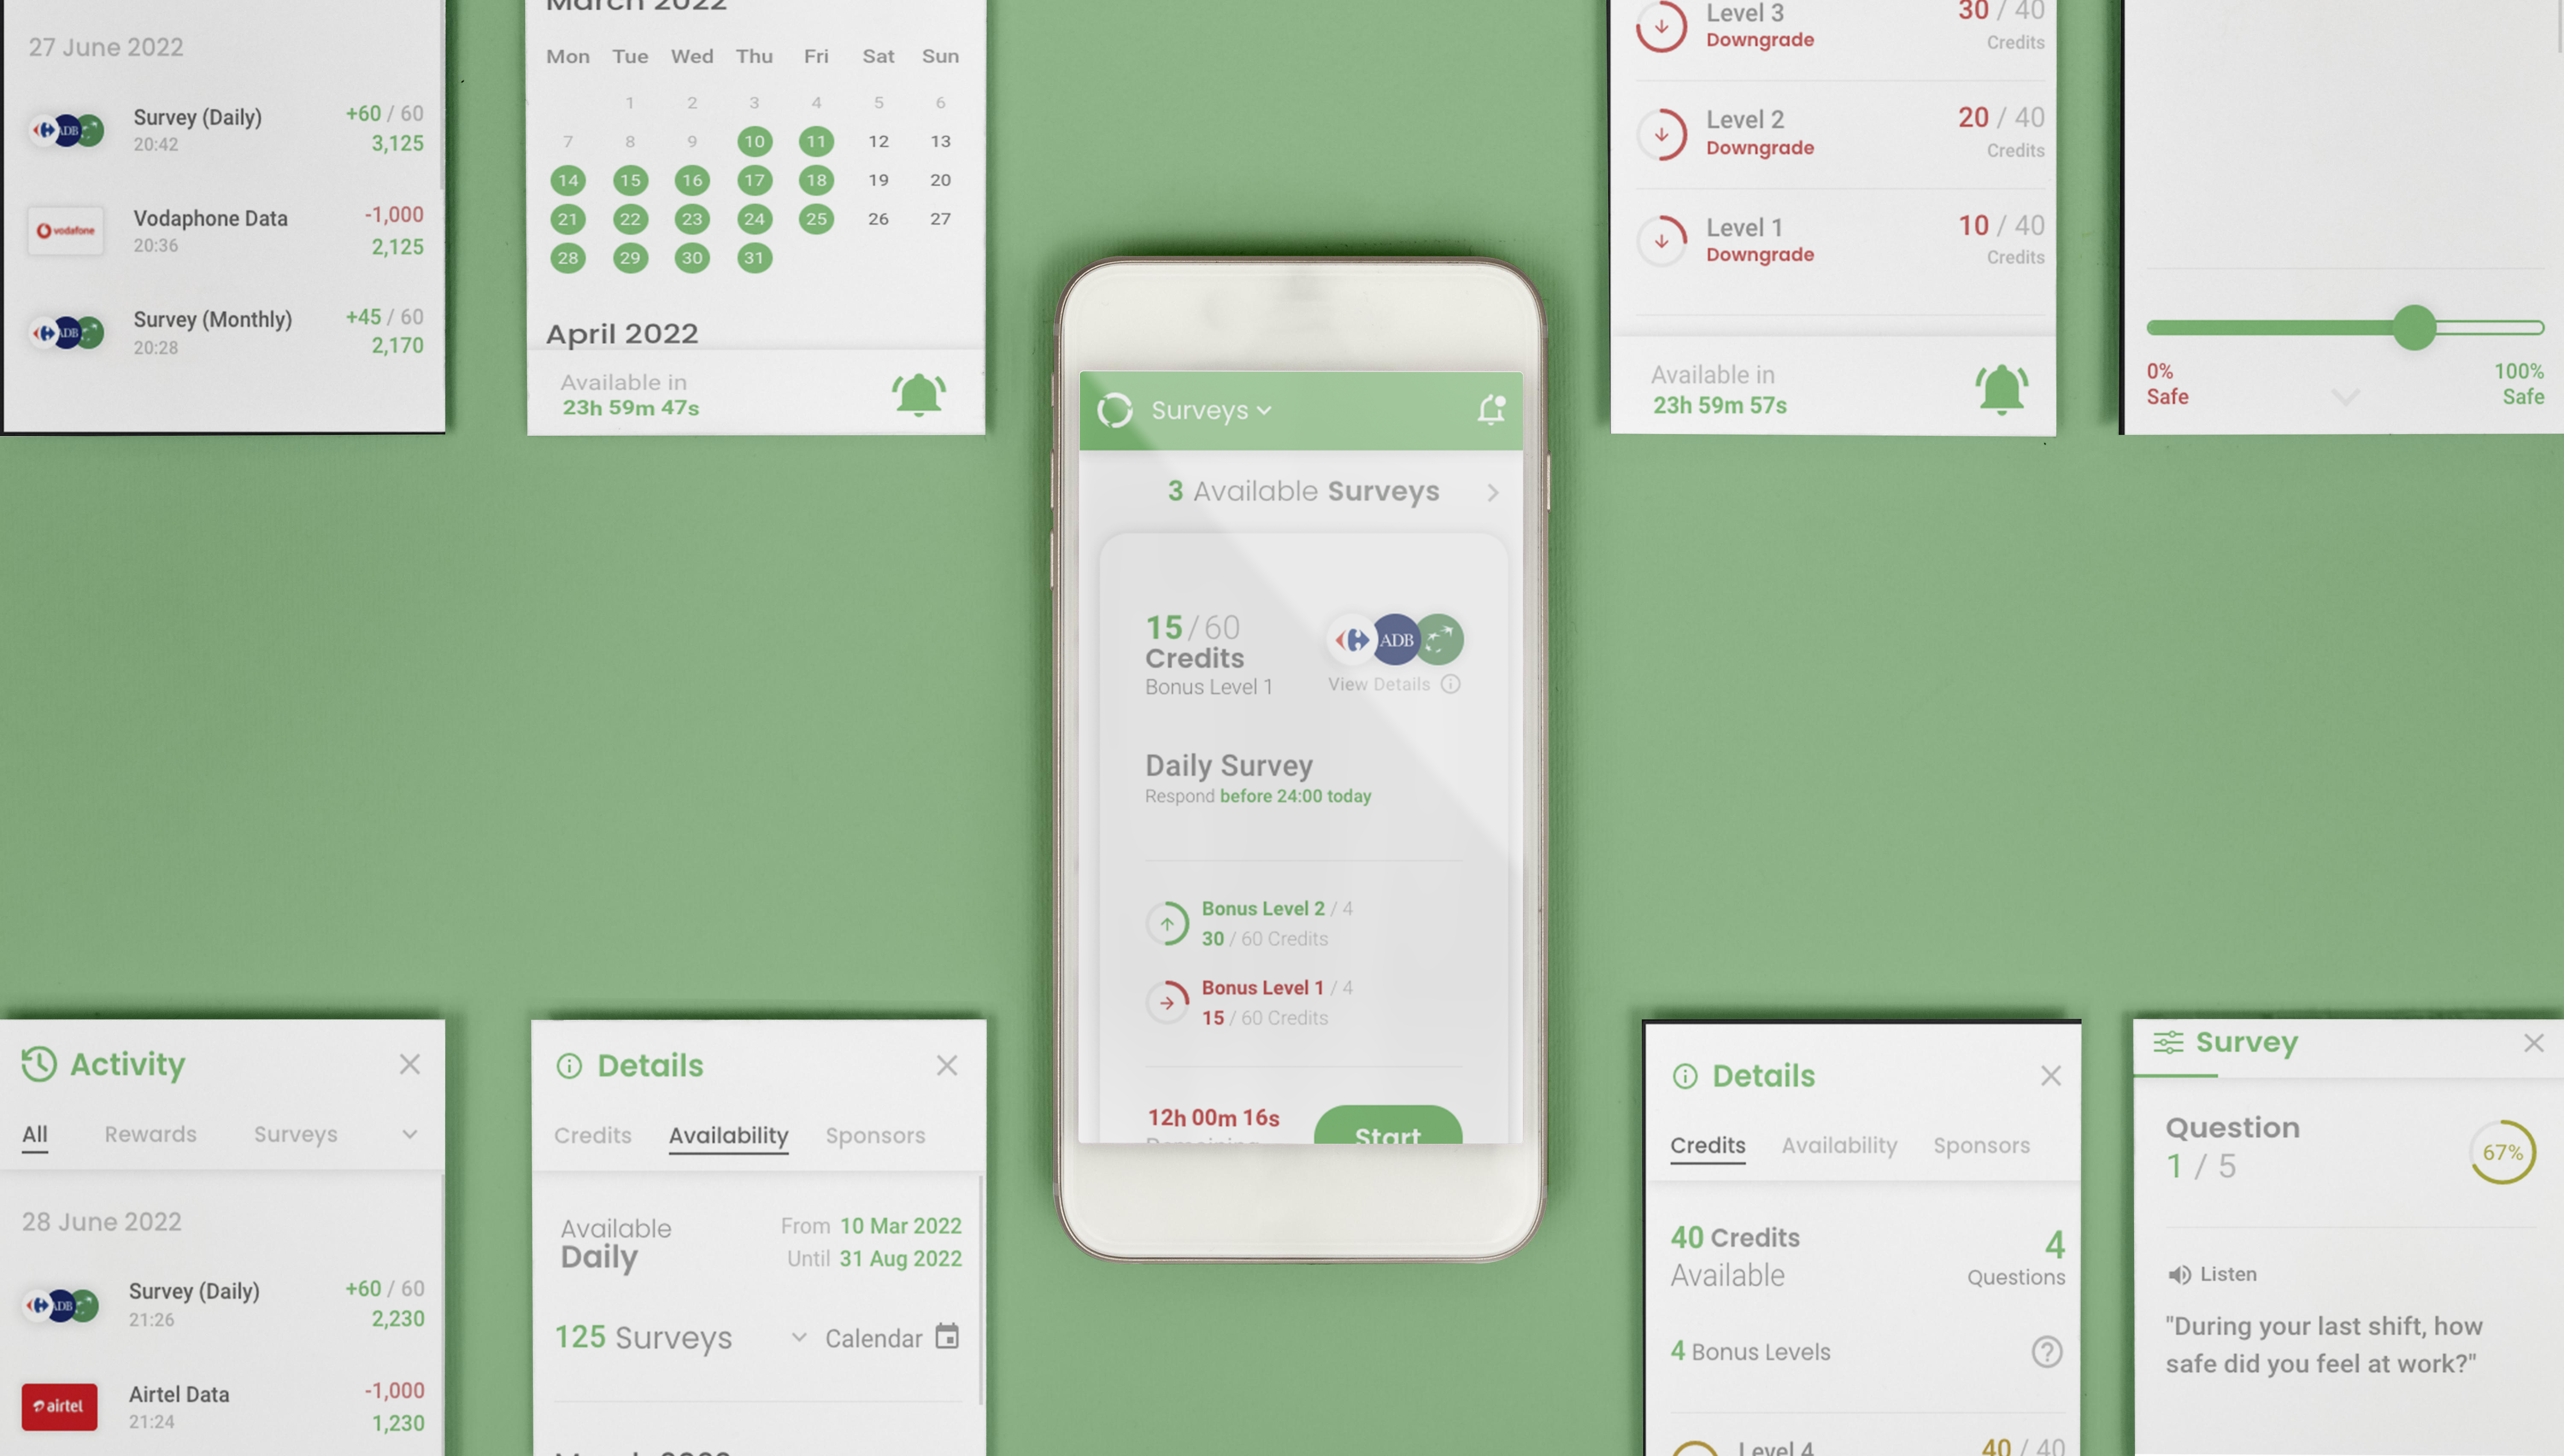 27 June 2022
ADB
Survey (Daily)
20:42
+60 / 60
3,125
vodafone
Vodaphone Data
20:36
-1,000
2,125
ADB
Survey (Monthly)
20:28
+45 / 60
2,170
March 2022
Mon Tue Wed Thu Fri Sat Sun
1 2 3 4 5 6
7 8 9 10 11 12 13
14 15 16 17 18 19 20
21 22 23 24 25 26 27
28 29 30 31
April 2022
Available in
23h 59m 47s
Level 3
Downgrade
30 / 40
Credits
Level 2
Downgrade
20 / 40
Credits
Level 1
Downgrade
10 / 40
Credits
Available in
23h 59m 57s
0%
Safe
100%
Safe
Surveys
3 Available Surveys
15 / 60
Credits
Bonus Level 1
ADB
View Details
Daily Survey
Respond before 24:00 today
Bonus Level 2 / 4
30 / 60 Credits
Bonus Level 1 / 4
15 / 60 Credits
12h 00m 16s
Remaining
Start
Activity
All Rewards Surveys
28 June 2022
ADB
Survey (Daily)
21:26
+60 / 60
2,230
airtel
Airtel Data
21:24
-1,000
1,230
Details
Credits Availability Sponsors
Available
Daily
From 10 Mar 2022
Until 31 Aug 2022
125 Surveys
Calendar
March 2022
Details
Credits Availability Sponsors
40 Credits
Available
4
Questions
4 Bonus Levels
Level 4
40 / 40
Survey
Question
1 / 5
67%
Listen
"During your last shift, how
safe did you feel at work?"